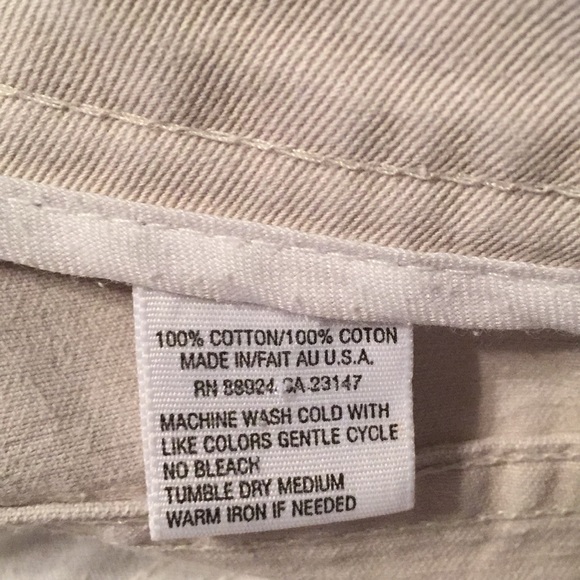 100% COTTON/100% COTON
MADE IN/FAIT AU U.S.A.
RN 88924 CA 23147
MACHINE WASH COLD WITH
LIKE COLORS GENTLE CYCLE
NO BLEACH
TUMBLE DRY MEDIUM
WARM IRON IF NEEDED